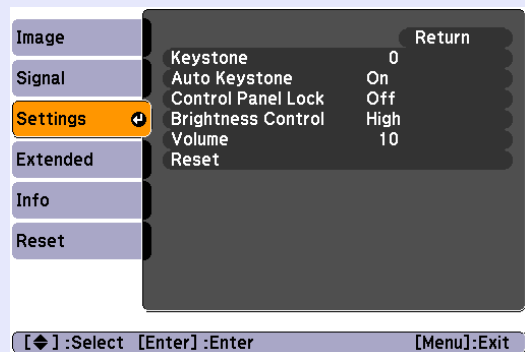 Image
Signal
Settings
Extended
Info
Reset
Return
Keystone 0
Auto Keystone On
Control Panel Lock Off
Brightness Control High
Volume 10
Reset
[◆] :Select [Enter] :Enter [Menu]:Exit